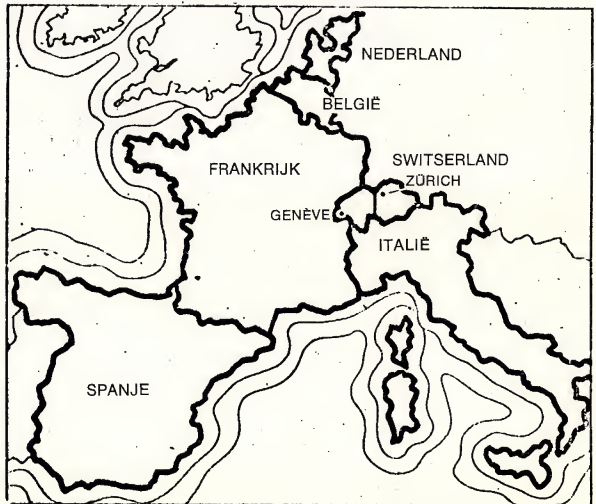 NEDERLAND
BELGIË
FRANKRIJK
SWITSERLAND
ZÜRICH
GENÈVE
ITALIË
SPANJE